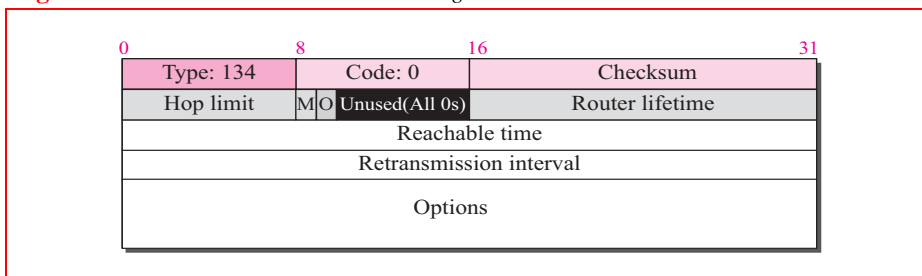 0 8 16 31
Type: 134 Code: 0 Checksum
Hop limit M O Unused(All 0s) Router lifetime
Reachable time
Retransmission interval
Options